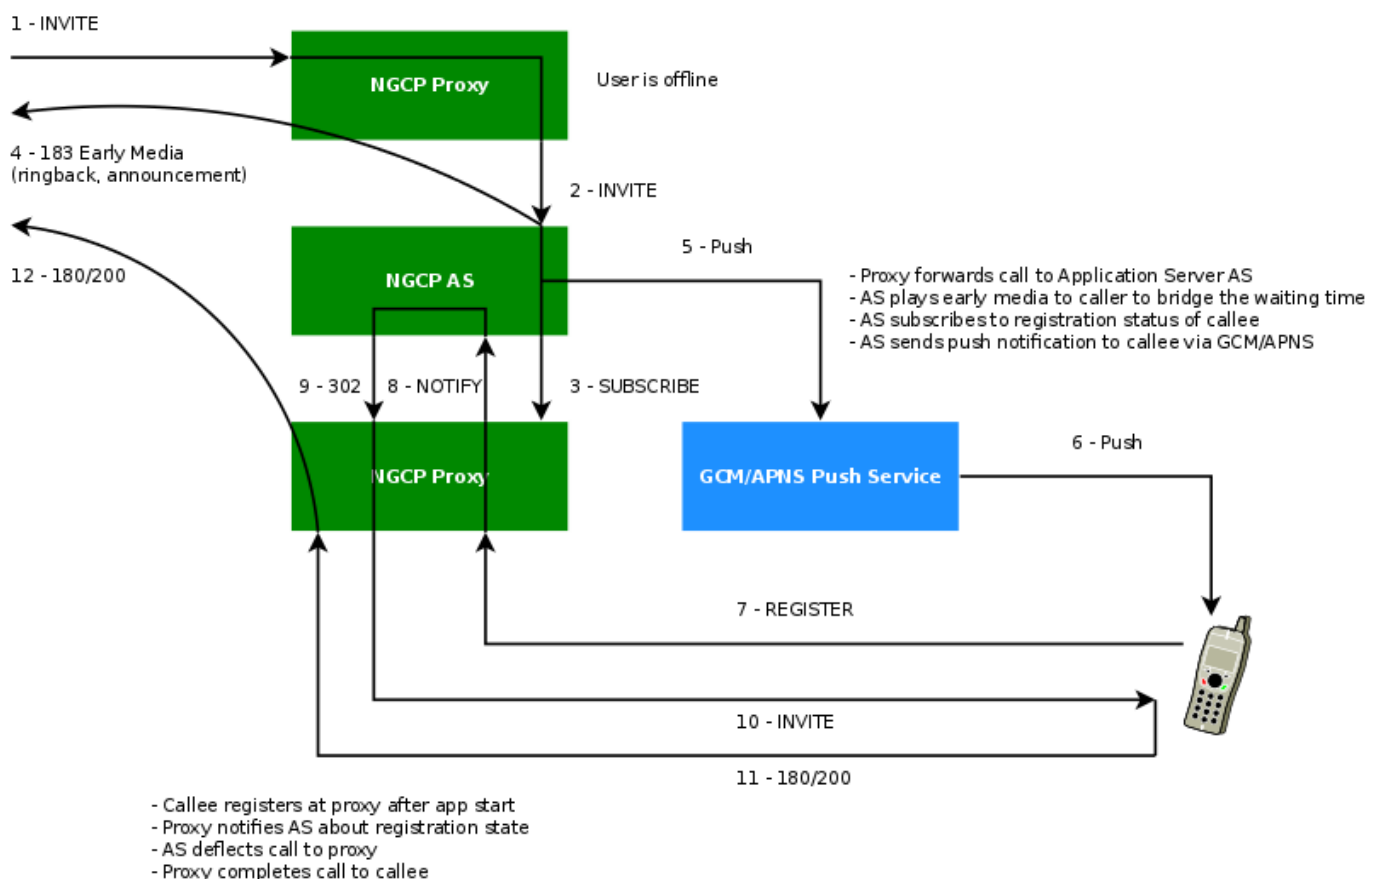 1 - INVITE
NGCP Proxy
User is offline
4 - 183 Early Media
(ringback, announcement)
2 - INVITE
5 - Push
12 - 180/200
NGCP AS
- Proxy forwards call to Application Server AS
- AS plays early media to caller to bridge the waiting time
- AS subscribes to registration status of callee
- AS sends push notification to callee via GCM/APNS
9 - 302
8 - NOTIFY
3 - SUBSCRIBE
6 - Push
NGCP Proxy
GCM/APNS Push Service
7 - REGISTER
10 - INVITE
11 - 180/200
- Callee registers at proxy after app start
- Proxy notifies AS about registration state
- AS deflects call to proxy
- Proxy completes call to callee